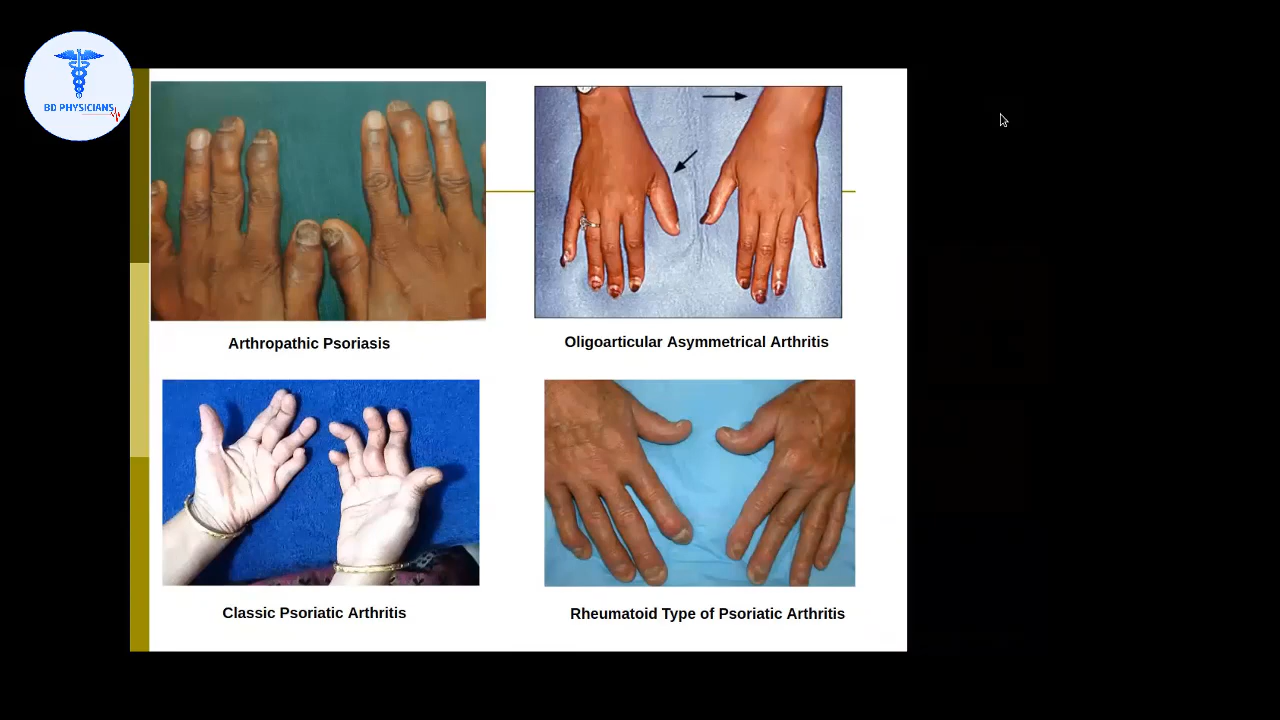 BD PHYSICIANS
Arthropathic Psoriasis
Oligoarticular Asymmetrical Arthritis
Classic Psoriatic Arthritis
Rheumatoid Type of Psoriatic Arthritis